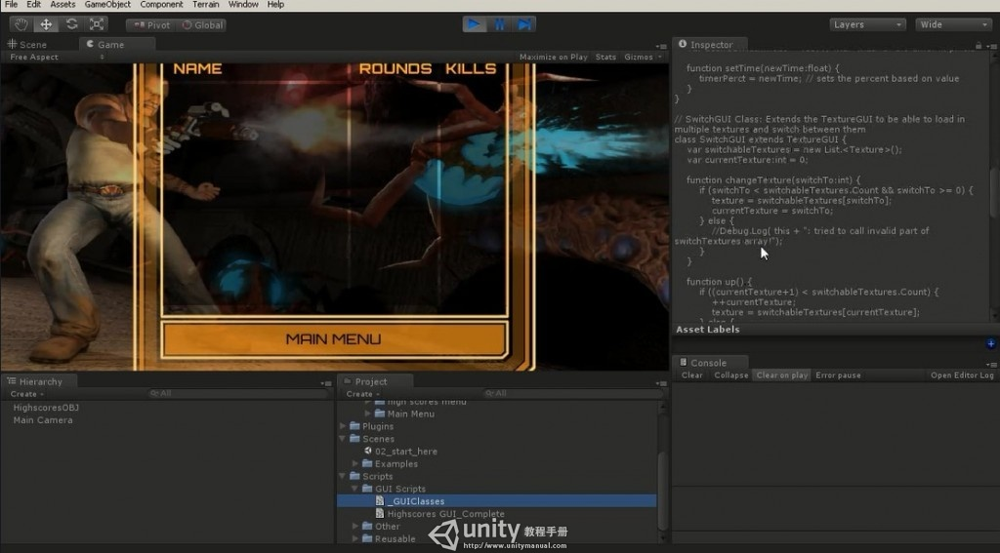 File Edit Assets GameObject Component Terrain Window Help
Pivot Global Layers Wide
Scene Game Inspector
Free Aspect Maximize on Play Stats Gizmos
NAME ROUNDS KILLS
MAIN MENU
function setTime(newTime:float) {
timerPerct = newTime; // sets the percent based on value
}
}
// SwitchGUI Class: Extends the TextureGUI to be able to load in
multiple textures and switch between them
class SwitchGUI extends TextureGUI {
var switchableTextures = new List.<Texture>();
var currentTexture:int = 0;
function changeTexture(switchTo:int) {
if (switchTo < switchableTextures.Count && switchTo >= 0) {
texture = switchableTextures[switchTo];
currentTexture = switchTo;
} else {
//Debug.Log( this + ": tried to call invalid part of
switchTextures array!");
}
}
function up() {
if ((currentTexture+1) < switchableTextures.Count) {
++currentTexture;
texture = switchableTextures[currentTexture];
} else {
Asset Labels
Console
Clear Collapse Clear on play Error pause Open Editor Log
Hierarchy
Create All
HighscoresOBJ
Main Camera
Project
Create All
high scores menu
Main Menu
Plugins
Scenes
02_start_here
Examples
Scripts
GUI Scripts
_GUIClasses
Highscores GUI_Complete
Other
Reusable
unity 教程手册
http://www.unitymanual.com